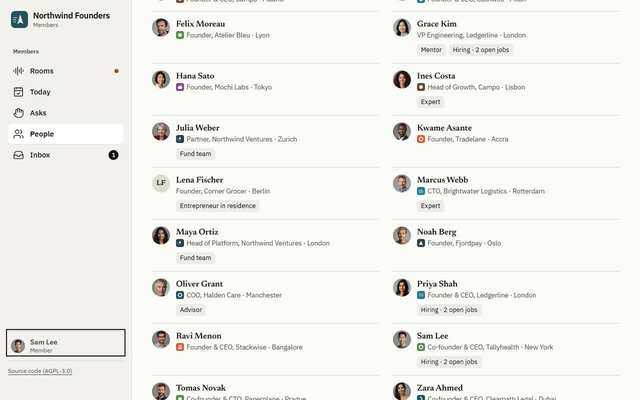 Northwind Founders
Members
Members
Rooms
Today
Asks
People
Inbox
1
Sam Lee
Member
Source code (AGPL-3.0)
Felix Moreau
Founder, Atelier Bleu · Lyon
Hana Sato
Founder, Mochi Labs · Tokyo
Julia Weber
Partner, Northwind Ventures · Zurich
Fund team
LF
Lena Fischer
Founder, Corner Grocer · Berlin
Entrepreneur in residence
Maya Ortiz
Head of Platform, Northwind Ventures · London
Fund team
Oliver Grant
COO, Halden Care · Manchester
Advisor
Ravi Menon
Founder & CEO, Stackwise · Bangalore
Tomas Novak
Grace Kim
VP Engineering, Ledgerline · London
Mentor
Hiring · 2 open jobs
Ines Costa
Head of Growth, Campo · Lisbon
Expert
Kwame Asante
Founder, Tradelane · Accra
Marcus Webb
CTO, Brightwater Logistics · Rotterdam
Expert
Noah Berg
Founder, Fjordpay · Oslo
Priya Shah
Founder & CEO, Ledgerline · London
Hiring · 2 open jobs
Sam Lee
Co-founder & CEO, Tallyhealth · New York
Hiring · 2 open jobs
Zara Ahmed